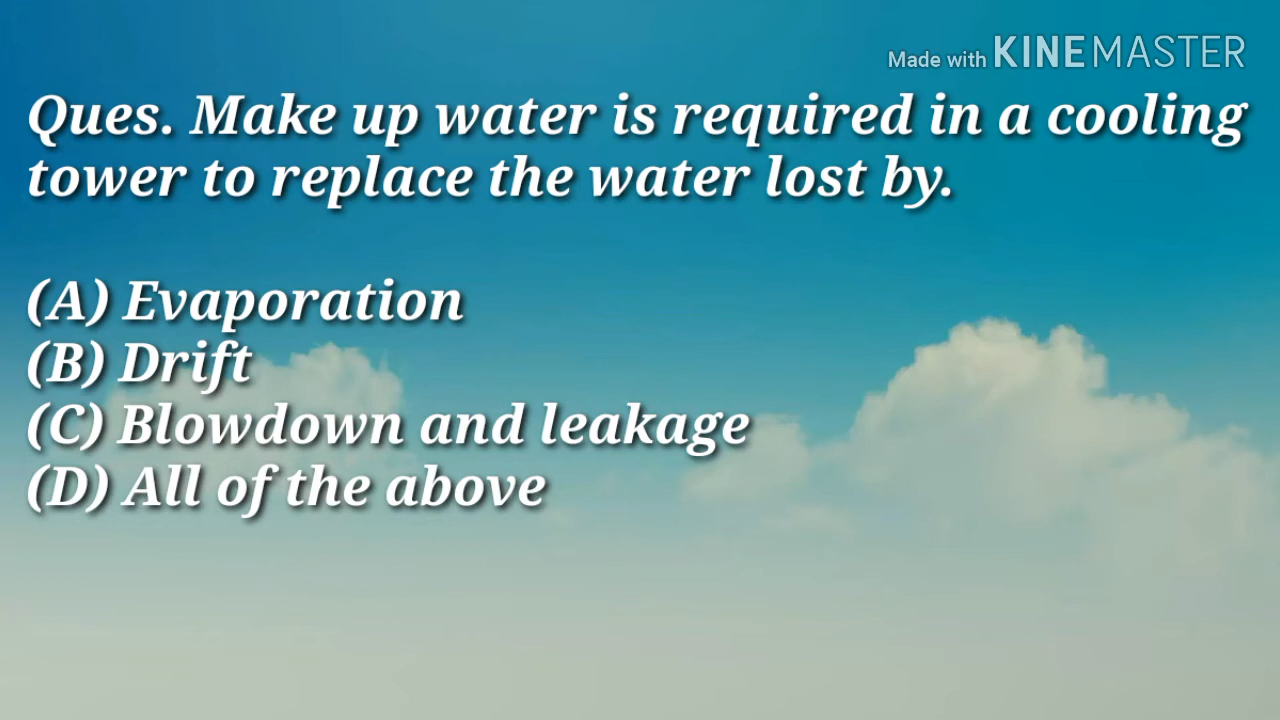 Made with KINEMASTER
Ques. Make up water is required in a cooling
tower to replace the water lost by.
(A) Evaporation
(B) Drift
(C) Blowdown and leakage
(D) All of the above